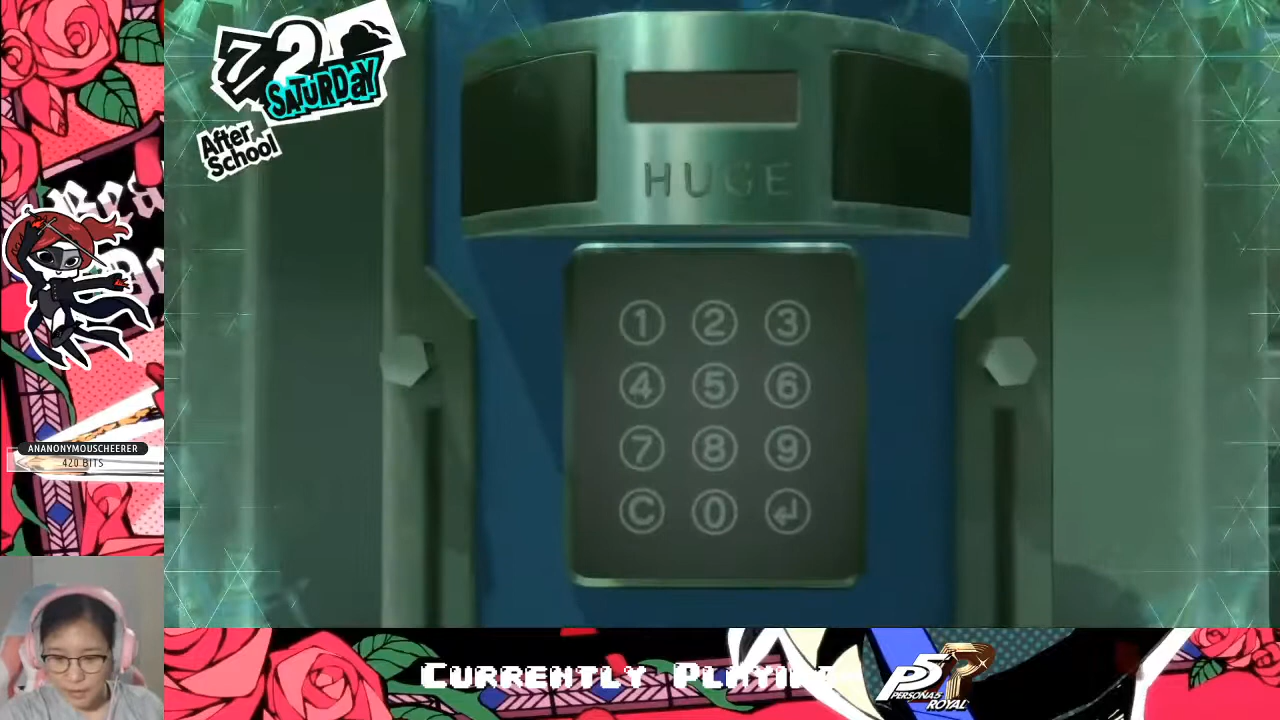 7/2
SATURDAY
After
School
HUGE
1 2 3
4 5 6
7 8 9
C 0 ↵
ANANONYMOUSCHEERER
420 BITS
CURRENTLY
P5R
PERSONA5
ROYAL